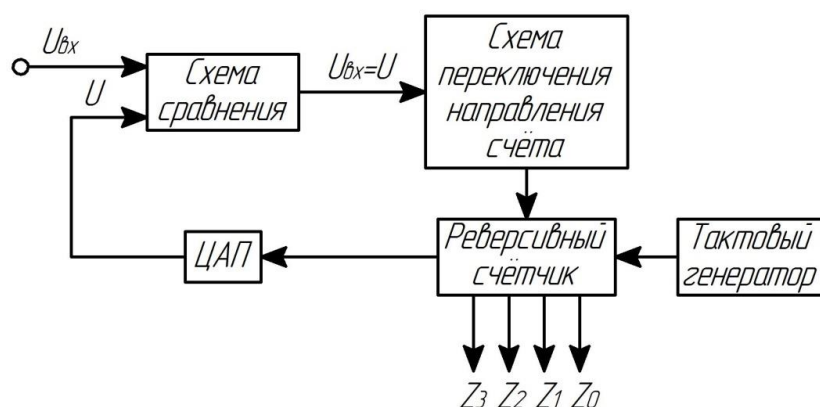 Uвх
U
Схема
сравнения
Uвх=U
Схема
переключения
направления
счёта
ЦАП
Реверсивный
счётчик
Тактовый
генератор
Z3 Z2 Z1 Z0